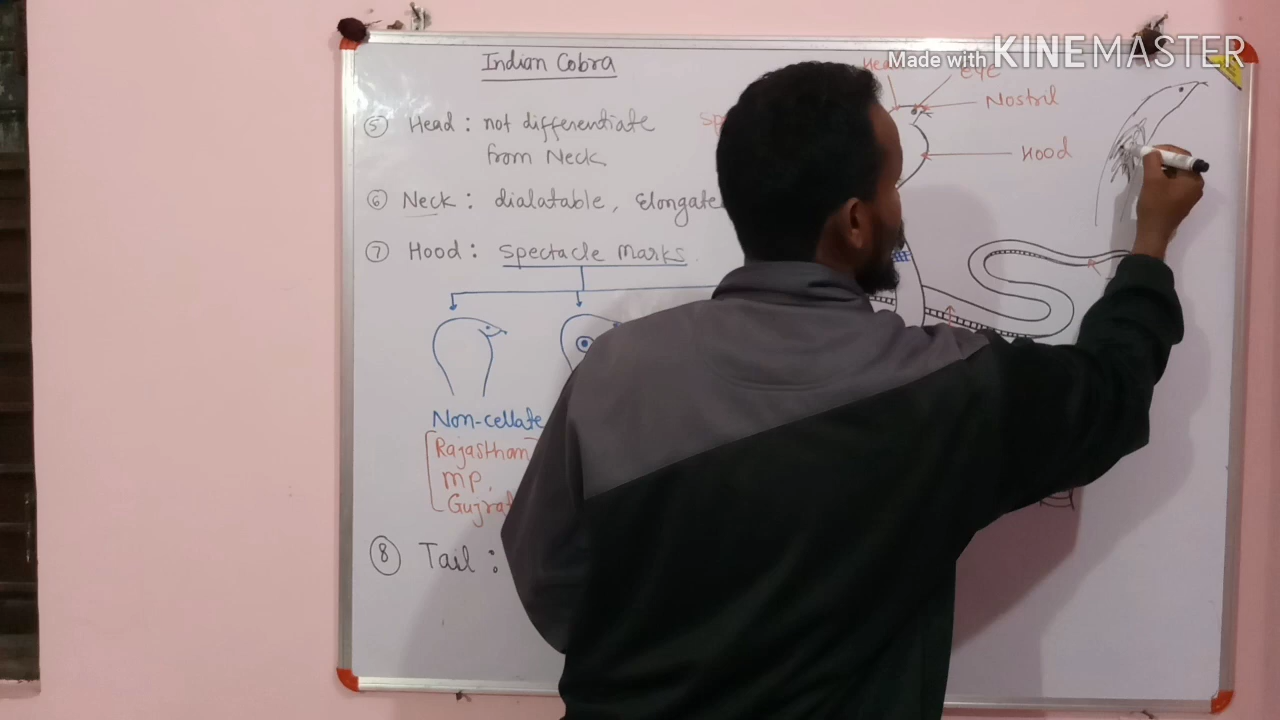 Made with KINEMASTER
Indian Cobra
Eye
Nostril
Hood
⑤ Head : not differentiate
from Neck
⑥ Neck : dialatable, Elongate
⑦ Hood : Spectacle Marks
Non-cellate
Rajasthan
MP,
Gujrat
⑧ Tail :